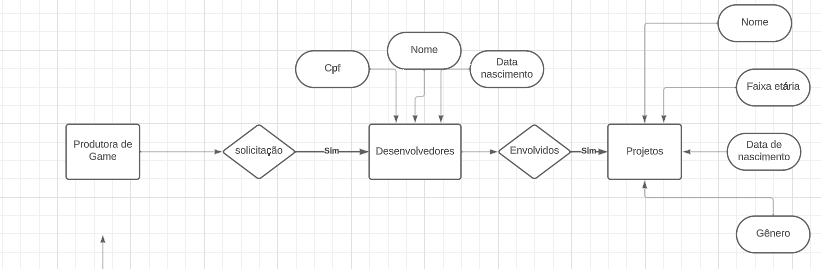 Nome
Nome
Cpf
Data
nascimento
Faixa etária
Produtora de
Game
solicitação
Sim
Desenvolvedores
Envolvidos
Sim
Projetos
Data de
nascimento
Gênero